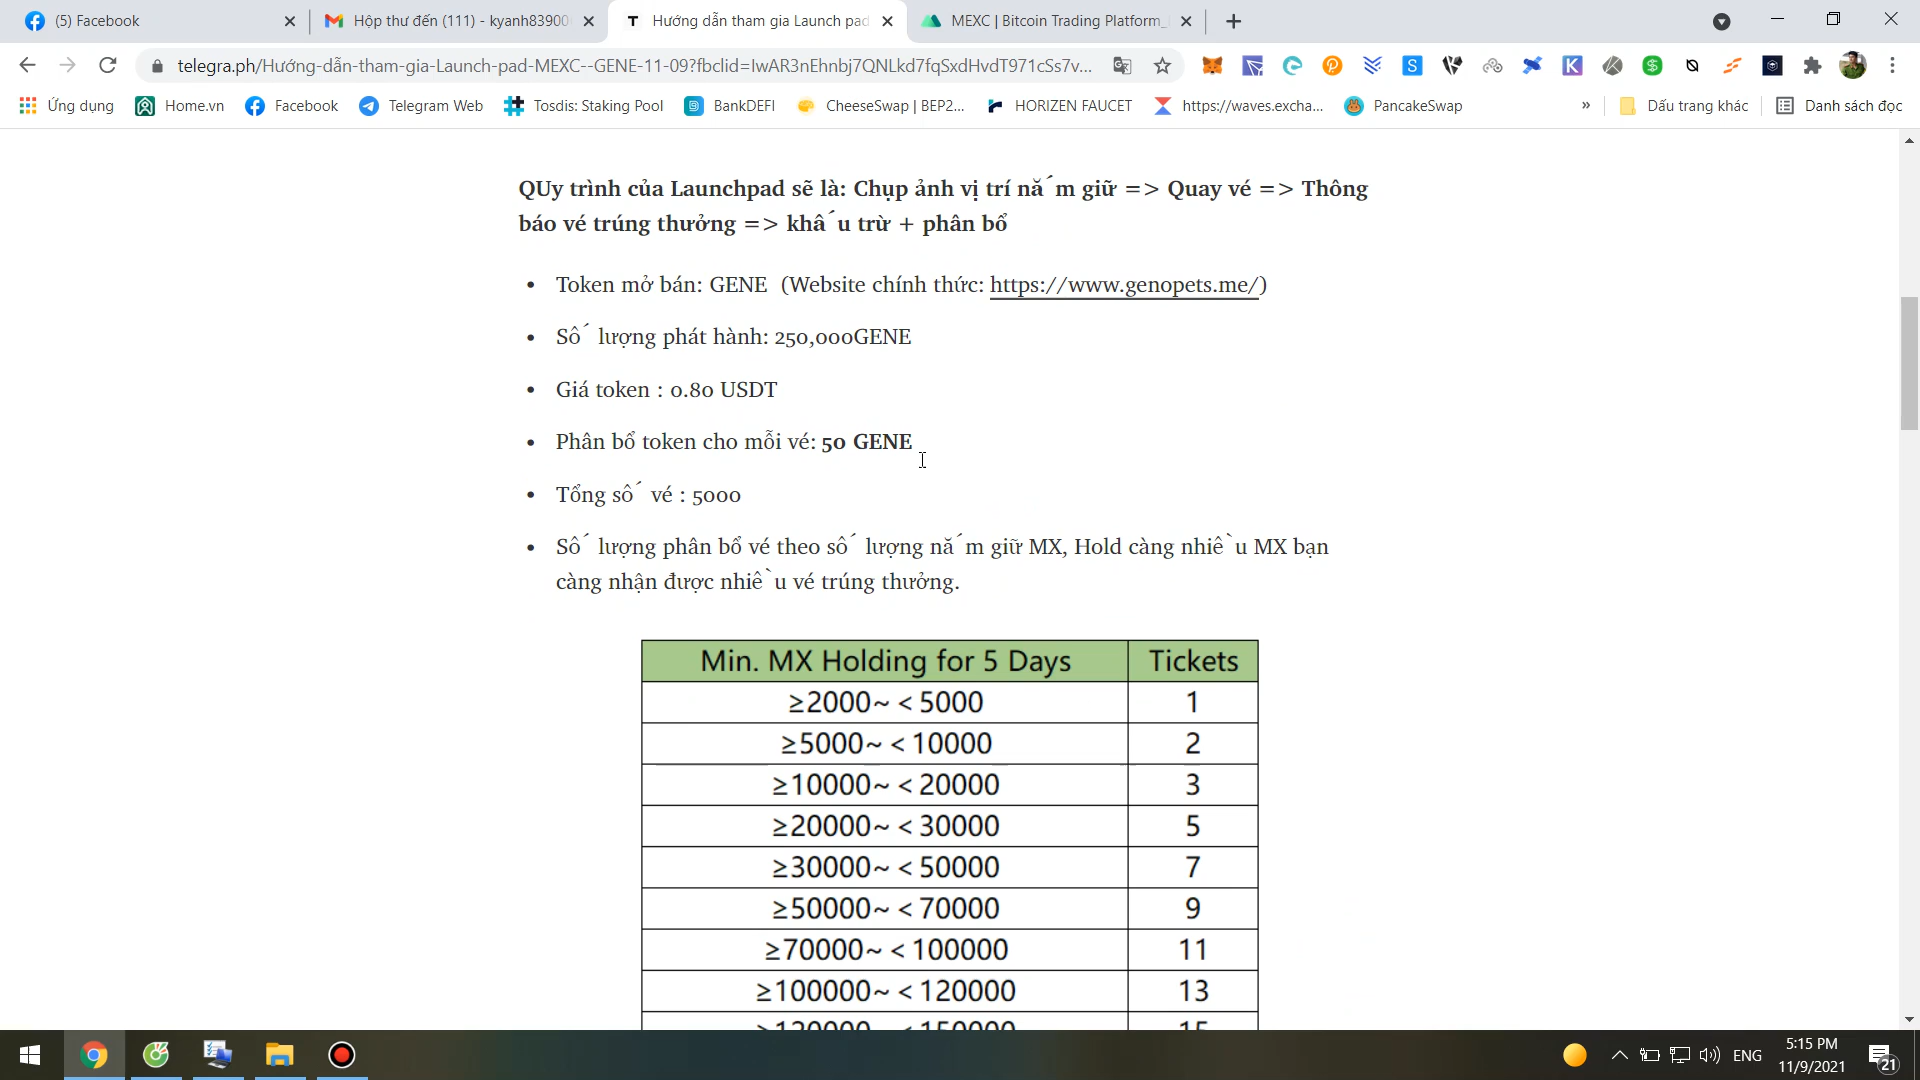 (5) Facebook
Hộp thư đến (111) - kyanh83900
Hướng dẫn tham gia Launch pad
MEXC | Bitcoin Trading Platform_
telegra.ph/Hướng-dẫn-tham-gia-Launch-pad-MEXC--GENE-11-09?fbclid=IwAR3nEhnbj7QNLkd7fqSxdHvdT971cSs7v...
Ứng dụng
Home.vn
Facebook
Telegram Web
Tosdis: Staking Pool
BankDEFI
CheeseSwap | BEP2...
HORIZEN FAUCET
https://waves.excha...
PancakeSwap
»
Dấu trang khác
Danh sách đọc
QUy trình của Launchpad sẽ là: Chụp ảnh vị trí nắm giữ => Quay vé => Thông
báo vé trúng thưởng => khấu trừ + phân bổ
• Token mở bán: GENE (Website chính thức: https://www.genopets.me/)
• Số lượng phát hành: 250,000GENE
• Giá token : 0.80 USDT
• Phân bổ token cho mỗi vé: 50 GENE
• Tổng số vé : 5000
• Số lượng phân bổ vé theo số lượng nắm giữ MX, Hold càng nhiều MX bạn
càng nhận được nhiều vé trúng thưởng.
Min. MX Holding for 5 Days Tickets
≥2000~ <5000 1
≥5000~ <10000 2
≥10000~ <20000 3
≥20000~ <30000 5
≥30000~ <50000 7
≥50000~ <70000 9
≥70000~ <100000 11
≥100000~ <120000 13
≥120000~ <150000 15
ENG
5:15 PM
11/9/2021
21